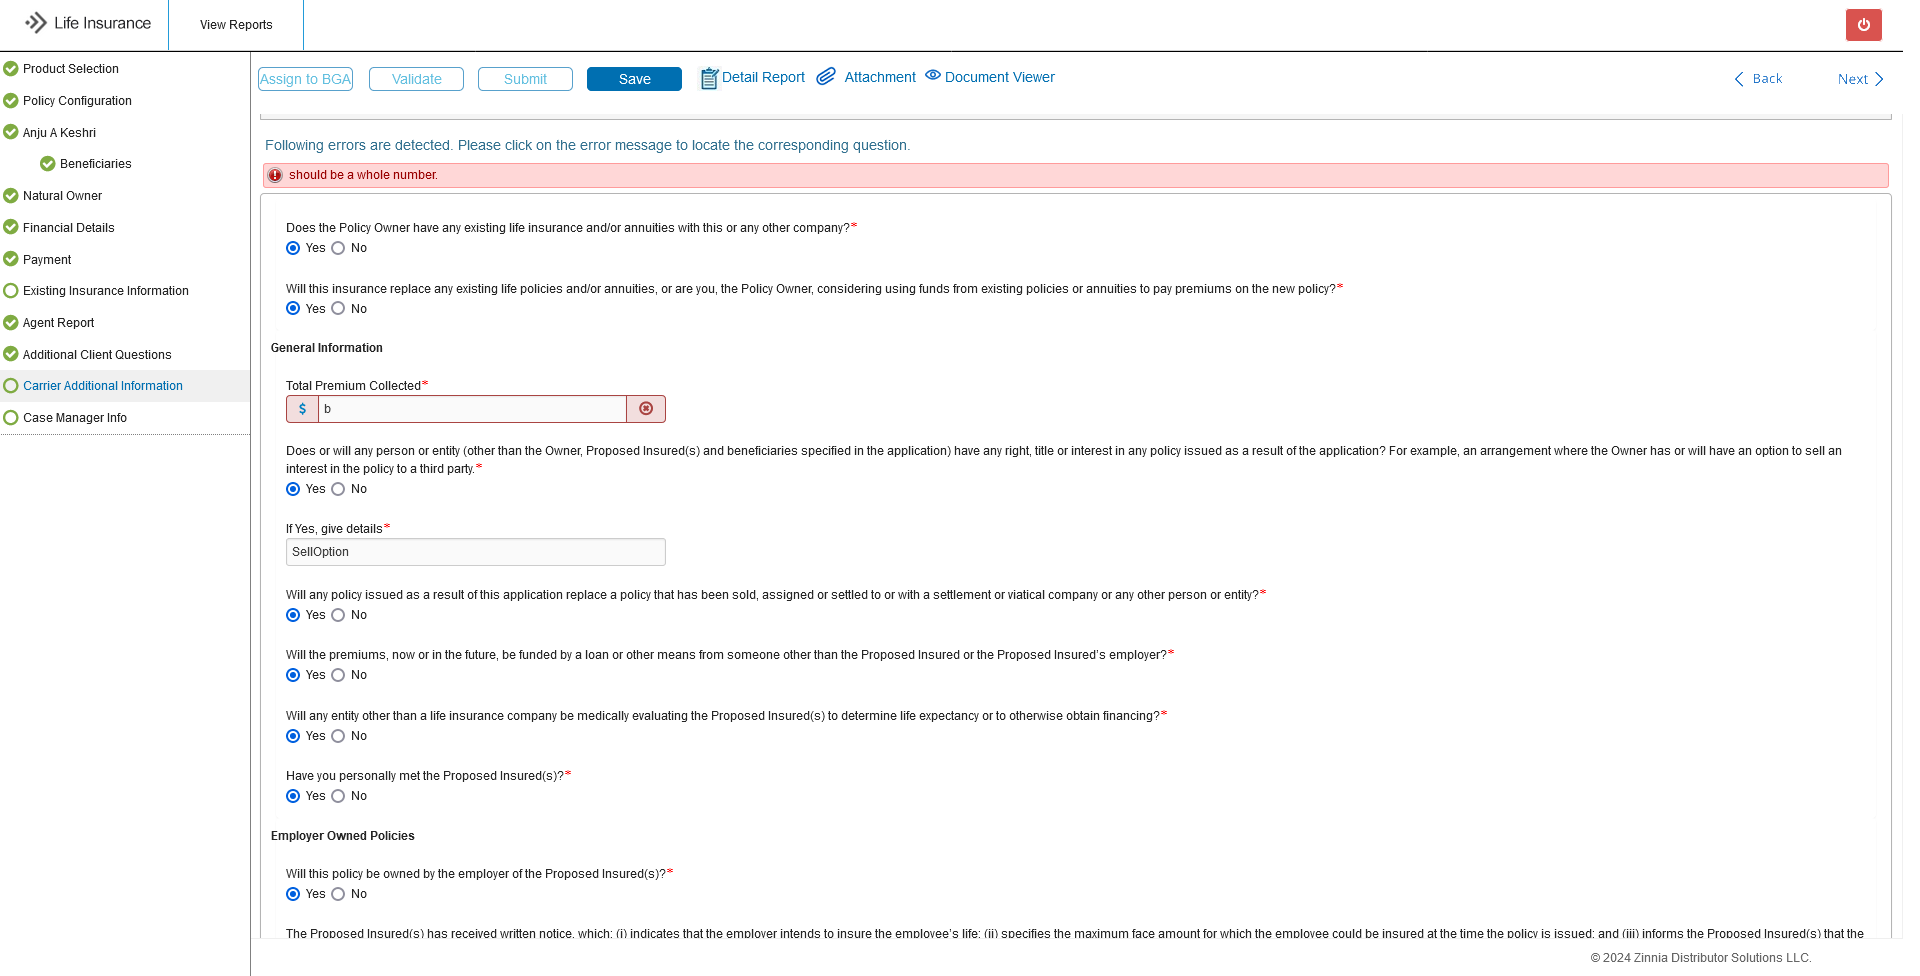 Life Insurance
View Reports
Product Selection
Policy Configuration
Anju A Keshri
Beneficiaries
Natural Owner
Financial Details
Payment
Existing Insurance Information
Agent Report
Additional Client Questions
Carrier Additional Information
Case Manager Info
Assign to BGA
Validate
Submit
Save
Detail Report
Attachment
Document Viewer
Back
Next
Following errors are detected. Please click on the error message to locate the corresponding question.
should be a whole number.
Does the Policy Owner have any existing life insurance and/or annuities with this or any other company?*
Yes No
Will this insurance replace any existing life policies and/or annuities, or are you, the Policy Owner, considering using funds from existing policies or annuities to pay premiums on the new policy?*
Yes No
General Information
Total Premium Collected*
$ b
Does or will any person or entity (other than the Owner, Proposed Insured(s) and beneficiaries specified in the application) have any right, title or interest in any policy issued as a result of the application? For example, an arrangement where the Owner has or will have an option to sell an
interest in the policy to a third party.*
Yes No
If Yes, give details*
SellOption
Will any policy issued as a result of this application replace a policy that has been sold, assigned or settled to or with a settlement or viatical company or any other person or entity?*
Yes No
Will the premiums, now or in the future, be funded by a loan or other means from someone other than the Proposed Insured or the Proposed Insured's employer?*
Yes No
Will any entity other than a life insurance company be medically evaluating the Proposed Insured(s) to determine life expectancy or to otherwise obtain financing?*
Yes No
Have you personally met the Proposed Insured(s)?*
Yes No
Employer Owned Policies
Will this policy be owned by the employer of the Proposed Insured(s)?*
Yes No
The Proposed Insured(s) has received written notice, which: (i) indicates that the employer intends to insure the employee's life; (ii) specifies the maximum face amount for which the employee could be insured at the time the policy is issued; and (iii) informs the Proposed Insured(s) that the
© 2024 Zinnia Distributor Solutions LLC.